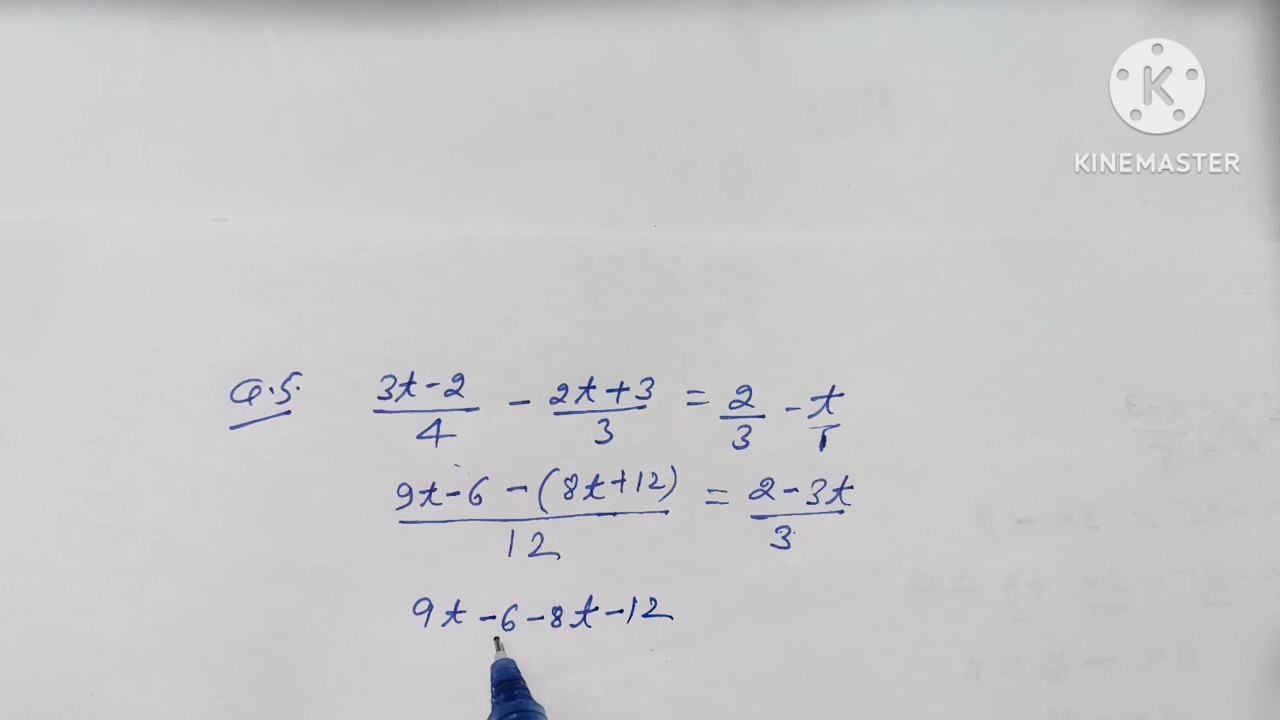 KINEMASTER
Q.5. (3t-2)/4 - (2t+3)/3 = 2/3 - t/1
(9t-6-(8t+12))/12 = (2-3t)/3
9t-6-8t-12